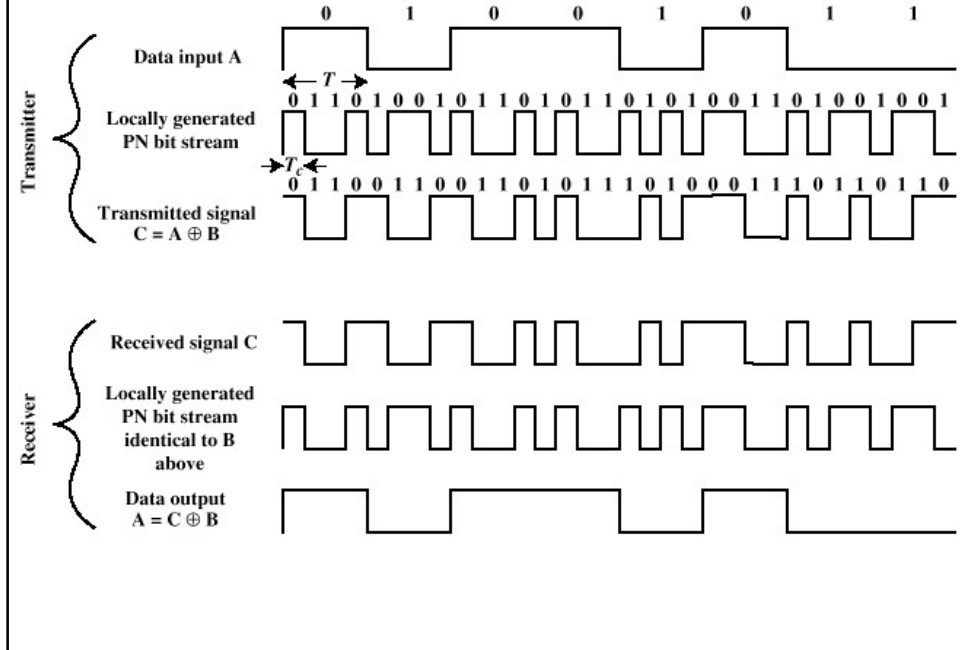 0 1 0 0 1 0 1 1
Data input A
T
0 1 1 0 1 0 0 1 0 1 1 0 1 0 1 1 0 1 0 1 0 0 1 1 0 1 0 0 1 0 0 1
Locally generated
PN bit stream
Tc
0 1 1 0 0 1 1 0 0 1 1 0 1 0 1 1 1 0 1 0 0 0 1 1 1 0 1 1 0 1 1 0
Transmitted signal
C = A ⊕ B
Transmitter
Received signal C
Locally generated
PN bit stream
identical to B
above
Data output
A = C ⊕ B
Receiver